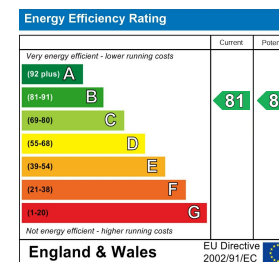 Energy Efficiency Rating
Current
Very energy efficient - lower running costs
(92 plus) A
(81-91) B
81
(69-80) C
(55-68) D
(39-54) E
(21-38) F
(1-20) G
Not energy efficient - higher running costs
England & Wales
EU Directive
2002/91/EC